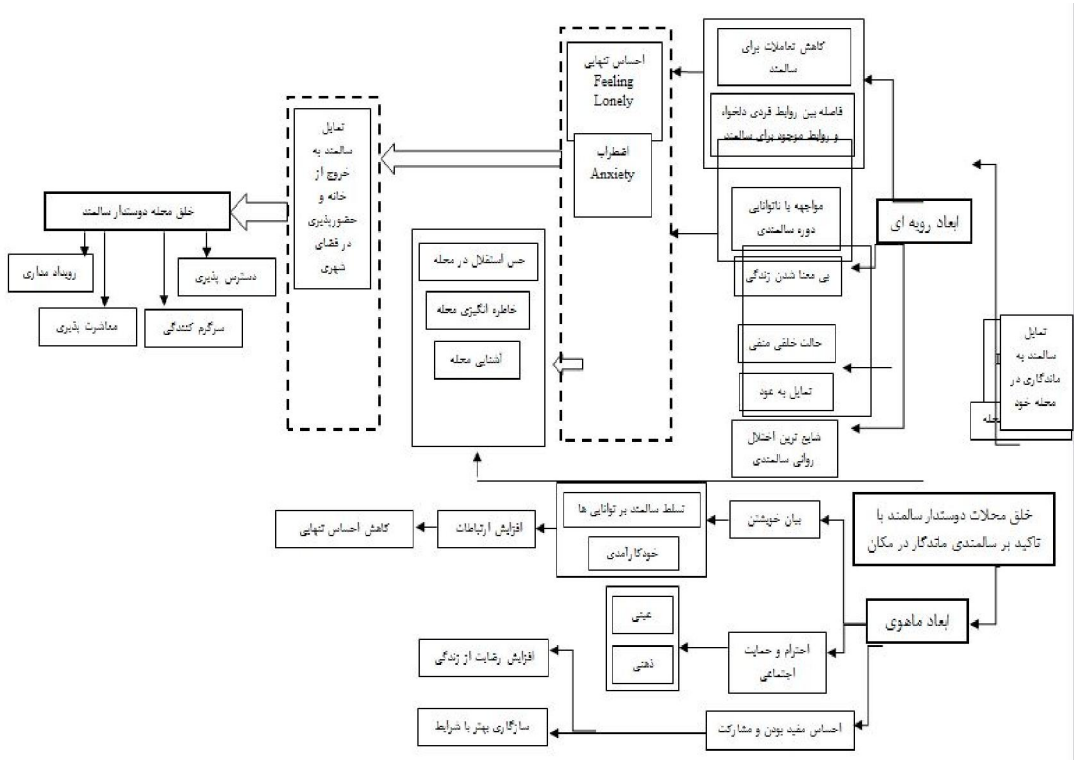 کاهش تعاملات برای
سالمند
فاصله بین روابط فردی دلخواه
و روابط موجود برای سالمند
مواجهه با ناتوانایی
دوره سالمندی
بی معنا شدن زندگی
حالت خلقی منفی
تمایل به عود
شایع ترین اختلال
روانی سالمندی
ابعاد رویه ای
تمایل
سالمند به
ماندگاری در
محله خود
محله
احساس تنهایی
Feeling
Lonely
اضطراب
Anxiety
حس استقلال در محله
خاطره انگیزی محله
آشنایی محله
تمایل
سالمند به
خروج از
خانه و
حضورپذیری
در فضای
شهری
خلق محله دوستدار سالمند
دسترس پذیری
سرگرم کنندگی
معاشرت پذیری
رویداد مداری
خلق محلات دوستدار سالمند با
تاکید بر سالمندی ماندگار در مکان
ابعاد ماهوی
بیان خویشتن
تسلط سالمند بر توانایی ها
خودکارآمدی
افزایش ارتباطات
کاهش احساس تنهایی
احترام و حمایت
اجتماعی
عینی
ذهنی
احساس مفید بودن و مشارکت
افزایش رضایت از زندگی
سازگاری بهتر با شرایط